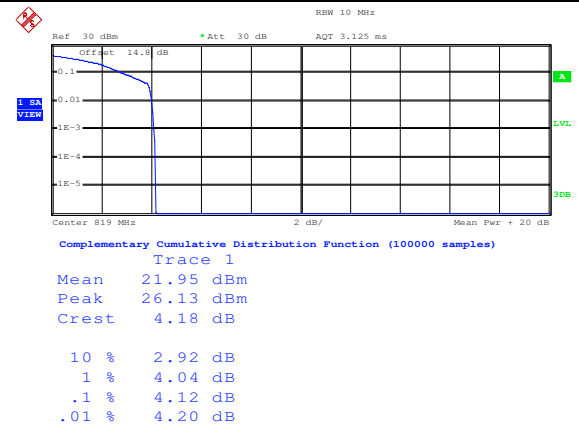 R S
RBW 10 MHz
Ref 30 dBm * Att 30 dB AQT 3.125 ms
Offset 14.8 dB
0.1
A
0.01
1 SA
VIEW
1E-3
LVL
1E-4
1E-5
3DB
Center 819 MHz 2 dB/ Mean Pwr + 20 dB
Complementary Cumulative Distribution Function (100000 samples)
Trace 1
Mean 21.95 dBm
Peak 26.13 dBm
Crest 4.18 dB
10 % 2.92 dB
1 % 4.04 dB
.1 % 4.12 dB
.01 % 4.20 dB